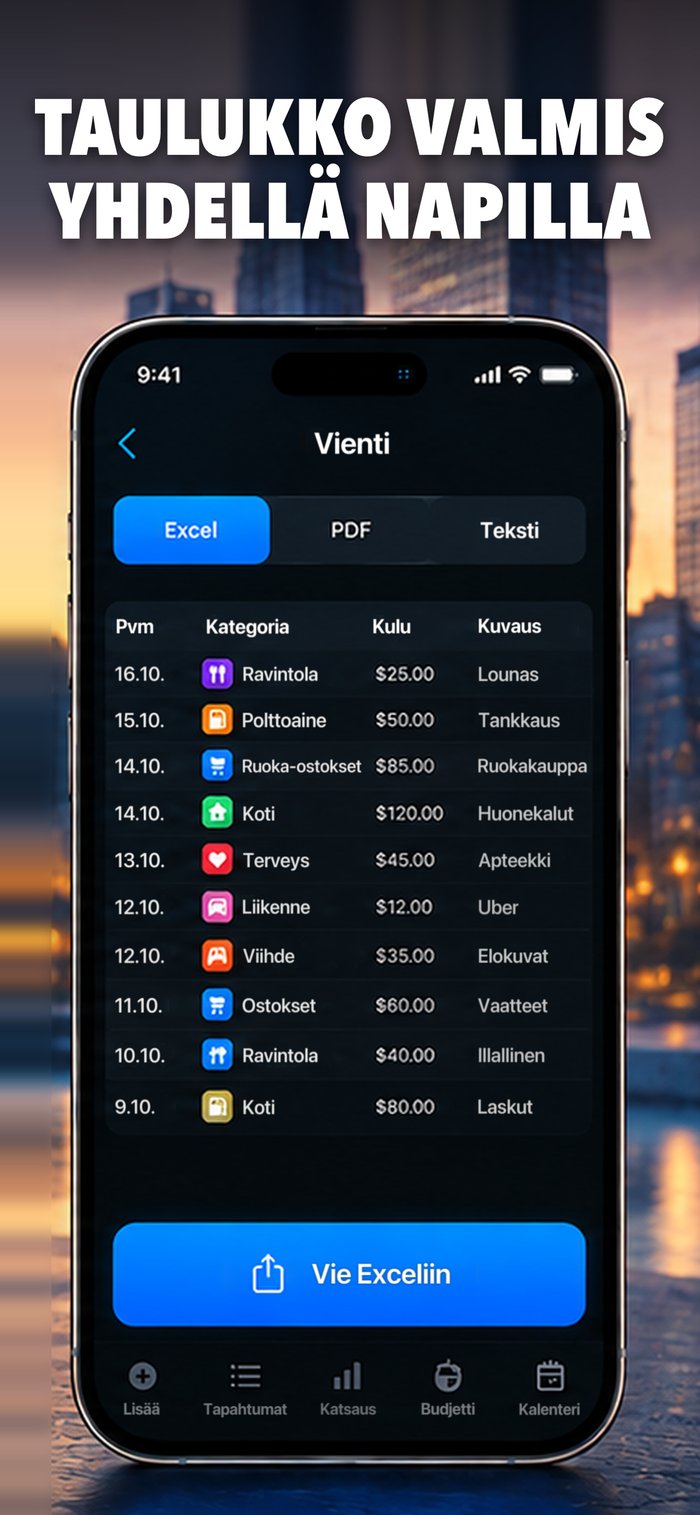 TAULUKKO VALMIS
YHDELLÄ NAPILLA
9:41
Vienti
Excel PDF Teksti
Pvm Kategoria Kulu Kuvaus
16.10. Ravintola $25.00 Lounas
15.10. Polttoaine $50.00 Tankkaus
14.10. Ruoka-ostokset $85.00 Ruokakauppa
14.10. Koti $120.00 Huonekalut
13.10. Terveys $45.00 Apteekki
12.10. Liikenne $12.00 Uber
12.10. Viihde $35.00 Elokuvat
11.10. Ostokset $60.00 Vaatteet
10.10. Ravintola $40.00 Illallinen
9.10. Koti $80.00 Laskut
Vie Exceliin
Lisää Tapahtumat Katsaus Budjetti Kalenteri